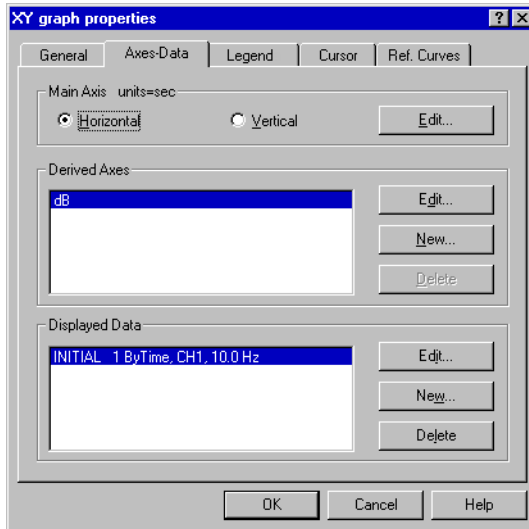 XY graph properties
General Axes-Data Legend Cursor Ref. Curves
Main Axis units=sec
Horizontal Vertical Edit...
Derived Axes
dB
Edit...
New...
Delete
Displayed Data
INITIAL 1 ByTime, CH1, 10.0 Hz
Edit...
New...
Delete
OK Cancel Help